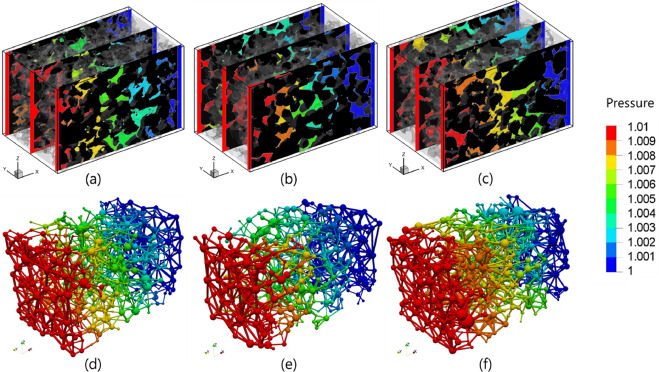 Z
Y
X
Z
Y
X
Z
Y
X
(a)
(b)
(c)
Pressure
1.01
1.009
1.008
1.007
1.006
1.005
1.004
1.003
1.002
1.001
1
(d)
(e)
(f)